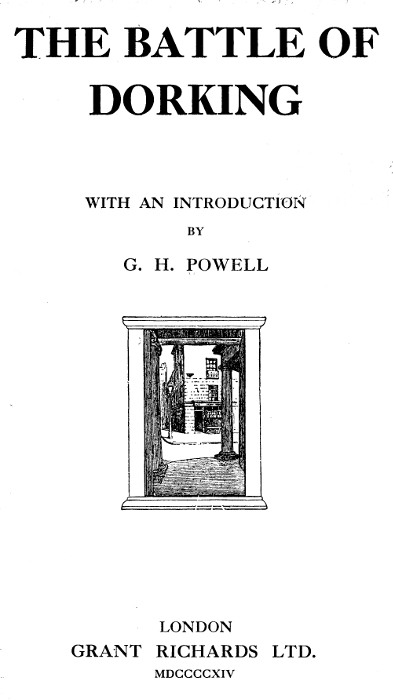 THE BATTLE OF
DORKING
WITH AN INTRODUCTION
BY
G. H. POWELL
LONDON
GRANT RICHARDS LTD.
MDCCCCXIV